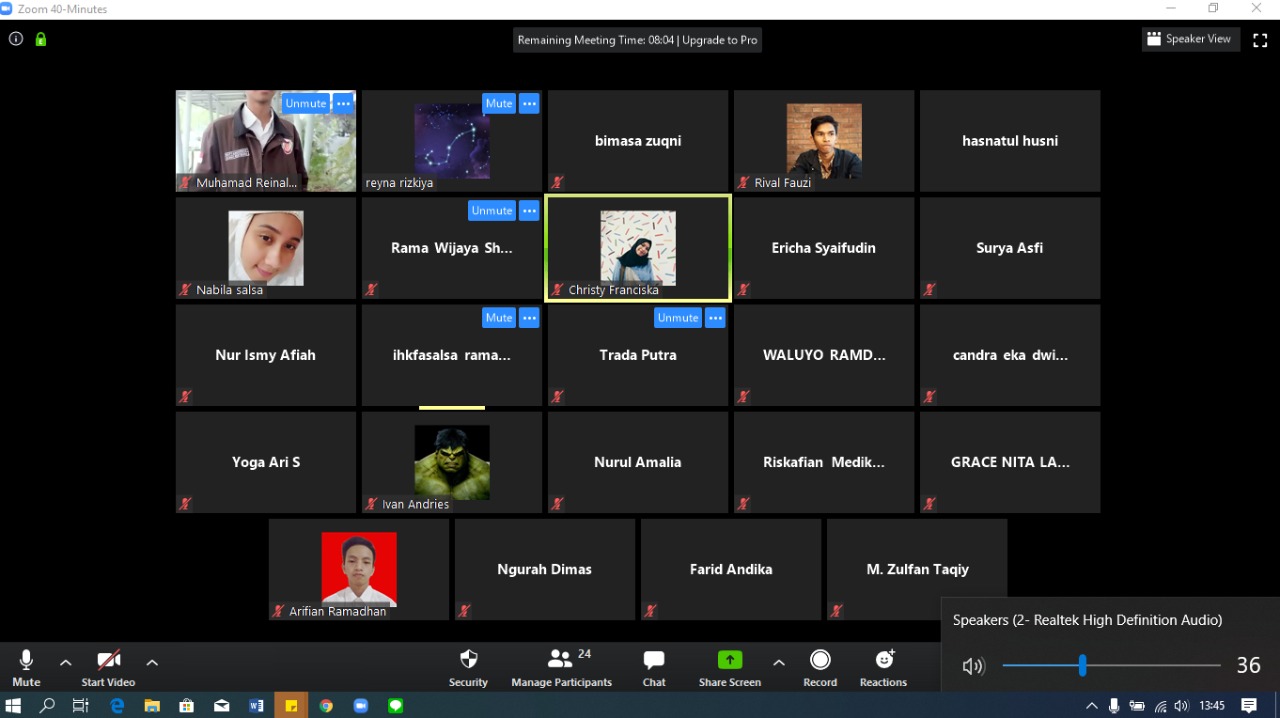 Zoom 40-Minutes
Remaining Meeting Time: 08:04 | Upgrade to Pro
Speaker View
Unmute
Muhamad Reinal...
Mute
reyna rizkiya
bimasa zuqni
Rival Fauzi
hasnatul husni
Nabila salsa
Unmute
Rama Wijaya Sh...
Christy Franciska
Ericha Syaifudin
Surya Asfi
Nur Ismy Afiah
Mute
ihkfasalsa rama...
Unmute
Trada Putra
WALUYO RAMD...
candra eka dwi...
Yoga Ari S
Ivan Andries
Nurul Amalia
Riskafian Medik...
GRACE NITA LA...
Arifian Ramadhan
Ngurah Dimas
Farid Andika
M. Zulfan Taqiy
Speakers (2- Realtek High Definition Audio)
36
Mute
Start Video
Security
24
Manage Participants
Chat
Share Screen
Record
Reactions
13:45